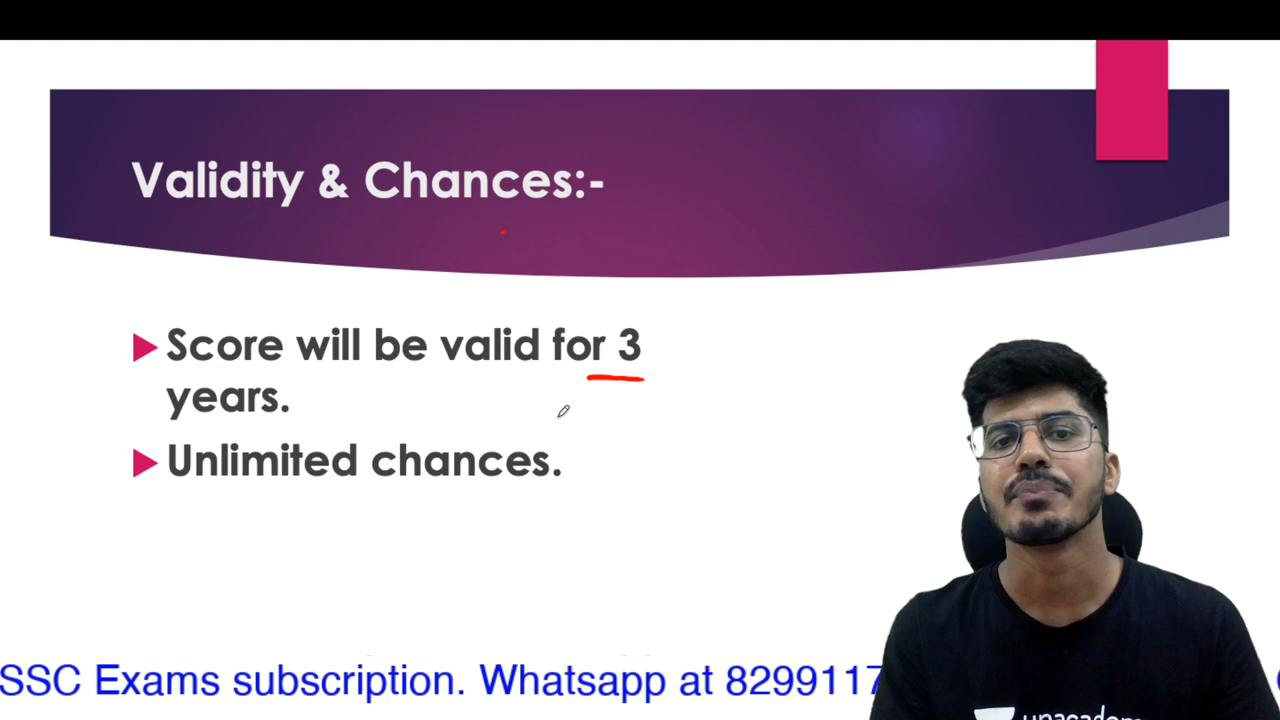 Validity & Chances:-
Score will be valid for 3
years.
Unlimited chances.
SSC Exams subscription. Whatsapp at 8299117